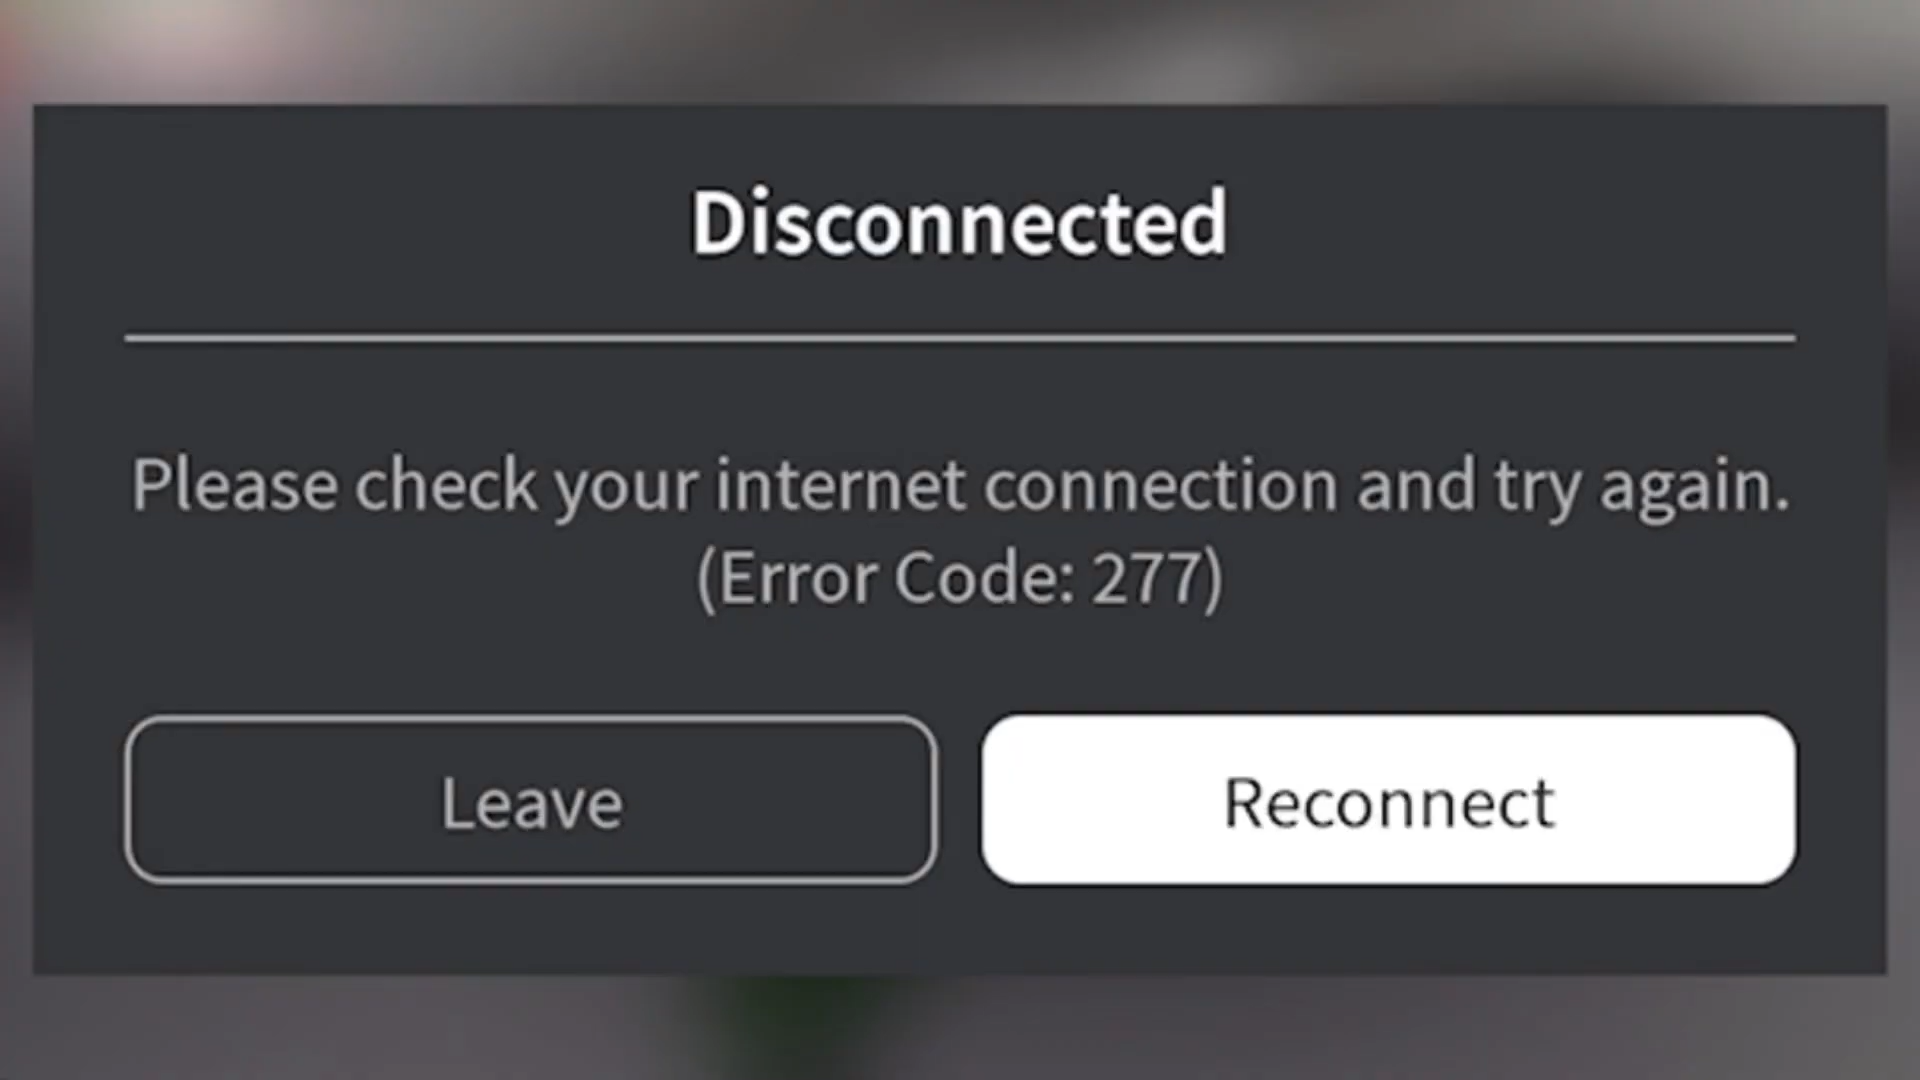 Disconnected
Please check your internet connection and try again.
(Error Code: 277)
Leave
Reconnect